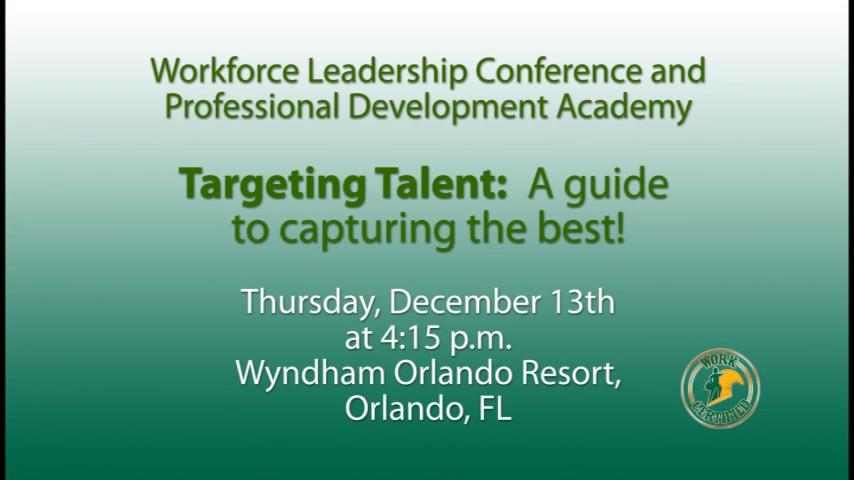 Workforce Leadership Conference and
Professional Development Academy
Targeting Talent: A guide
to capturing the best!
Thursday, December 13th
at 4:15 p.m.
Wyndham Orlando Resort,
Orlando, FL
WORK
CERTIFIED